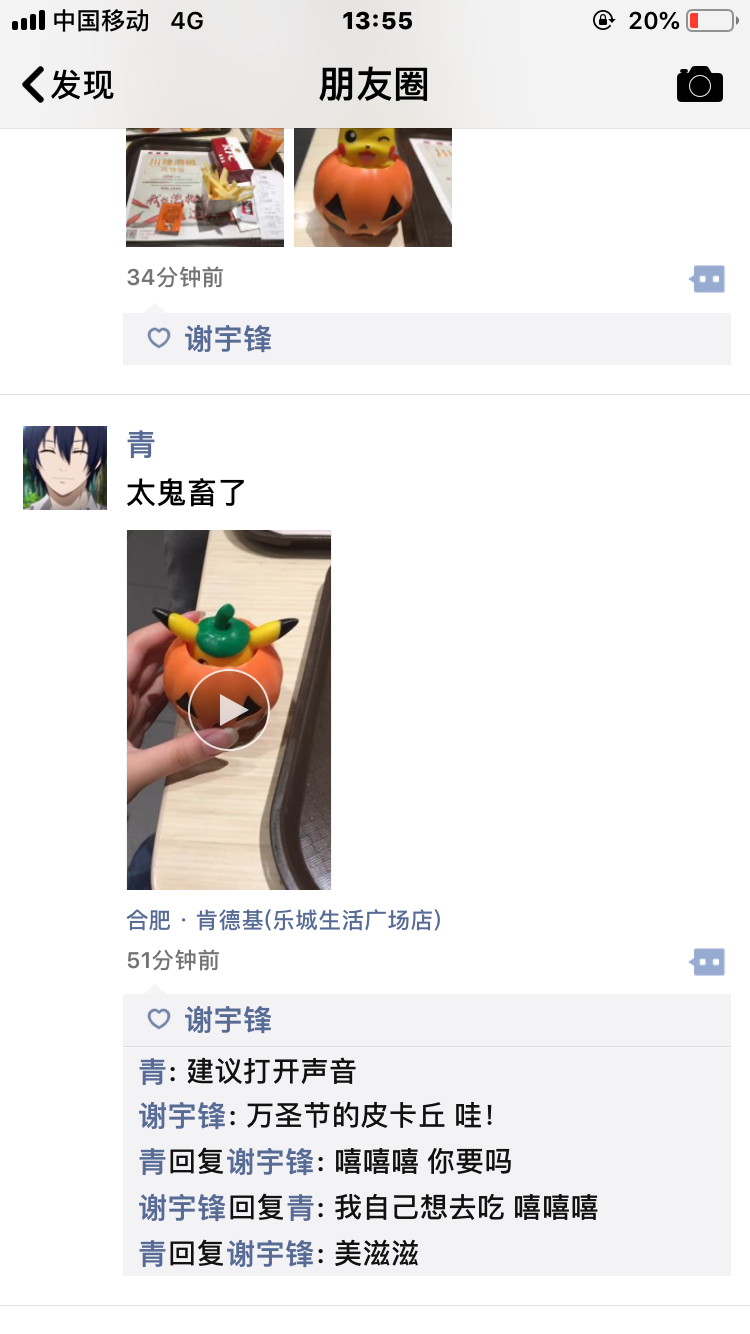 中国移动 4G 13:55 20%
发现 朋友圈
KFC
34分钟前
谢宇锋
青
太鬼畜了
合肥 · 肯德基(乐城生活广场店)
51分钟前
谢宇锋
青: 建议打开声音
谢宇锋: 万圣节的皮卡丘 哇!
青回复谢宇锋: 嘻嘻嘻 你要吗
谢宇锋回复青: 我自己想去吃 嘻嘻嘻
青回复谢宇锋: 美滋滋